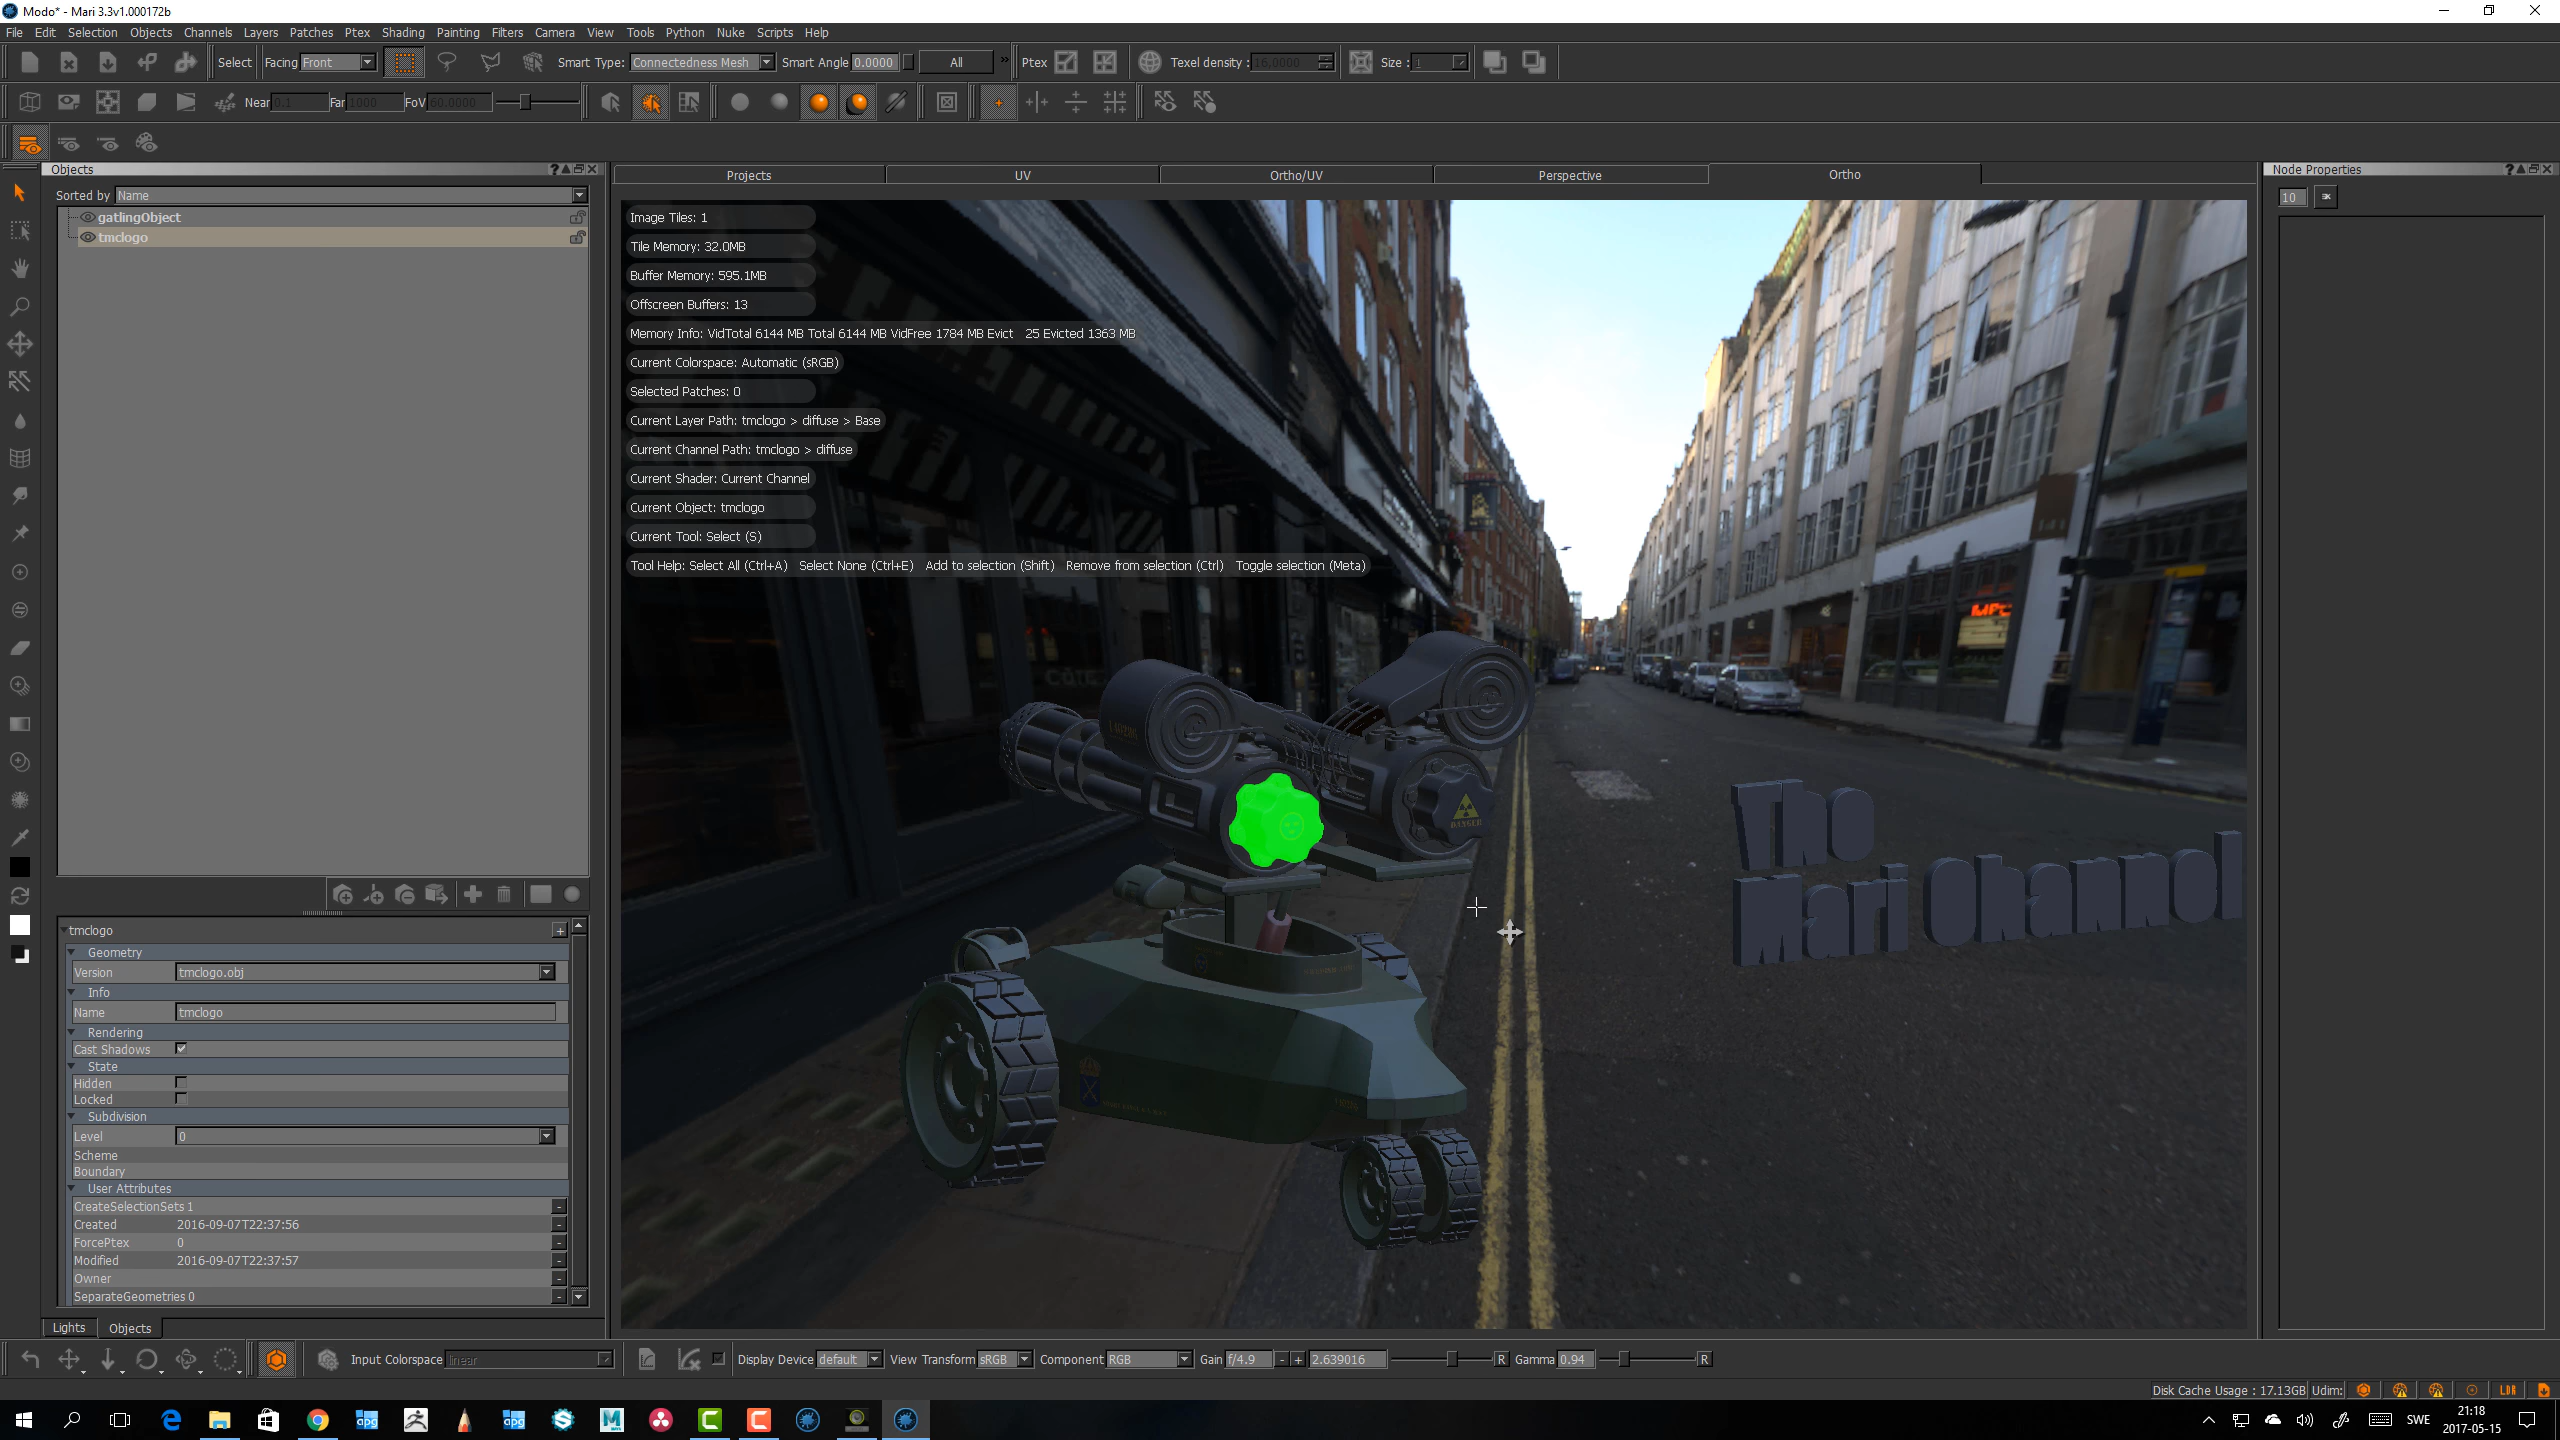 Modo* - Mari 3.3v1.000172b
File Edit Selection Objects Channels Layers Patches Ptex Shading Painting Filters Camera View Tools Python Nuke Scripts Help
Select Facing Front Smart Type: Connectedness Mesh Smart Angle 0.0000 All » Ptex Texel density : 16.0000 Size : 1
Near 0.1 Far 1000 FoV 60.0000
Objects
Sorted by Name
gatlingObject
tmclogo
Projects UV Ortho/UV Perspective Ortho
Node Properties
10
Image Tiles: 1
Tile Memory: 32.0MB
Buffer Memory: 595.1MB
Offscreen Buffers: 13
Memory Info: VidTotal 6144 MB Total 6144 MB VidFree 1784 MB Evict 25 Evicted 1363 MB
Current Colorspace: Automatic (sRGB)
Selected Patches: 0
Current Layer Path: tmclogo > diffuse > Base
Current Channel Path: tmclogo > diffuse
Current Shader: Current Channel
Current Object: tmclogo
Current Tool: Select (S)
Tool Help: Select All (Ctrl+A) Select None (Ctrl+E) Add to selection (Shift) Remove from selection (Ctrl) Toggle selection (Meta)
DANGER
The
Mari Channel
tmclogo
Geometry
Version tmclogo.obj
Info
Name tmclogo
Rendering
Cast Shadows
State
Hidden
Locked
Subdivision
Level 0
Scheme
Boundary
User Attributes
CreateSelectionSets 1
Created 2016-09-07T22:37:56
ForcePtex 0
Modified 2016-09-07T22:37:57
Owner
SeparateGeometries 0
Lights Objects
Input Colorspace linear Display Device default View Transform sRGB Component RGB Gain f/4.9 - + 2.639016 R Gamma 0.94 R
Disk Cache Usage : 17.13GB Udim: LDR
SWE
21:18
2017-05-15